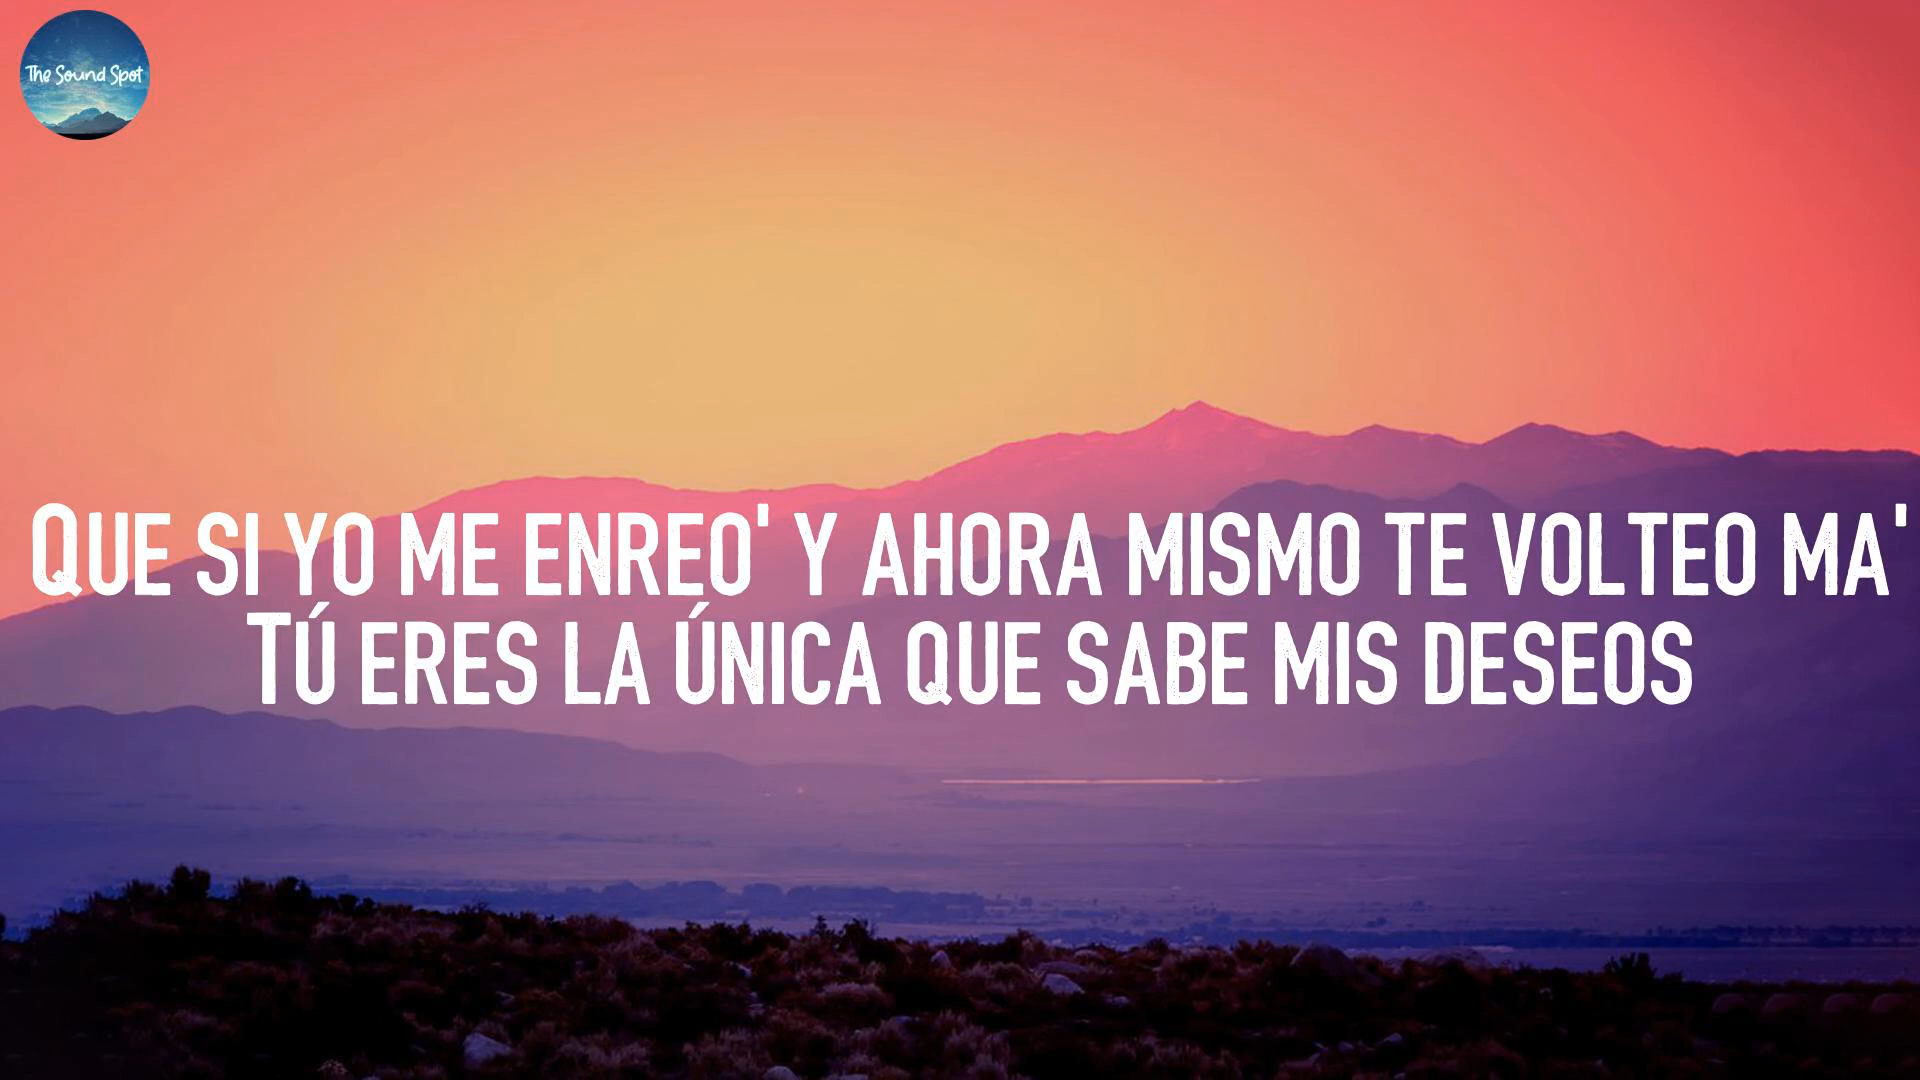 The Sound Spot
Que si yo me enreo' y ahora mismo te volteo ma'
Tú eres la única que sabe mis deseos